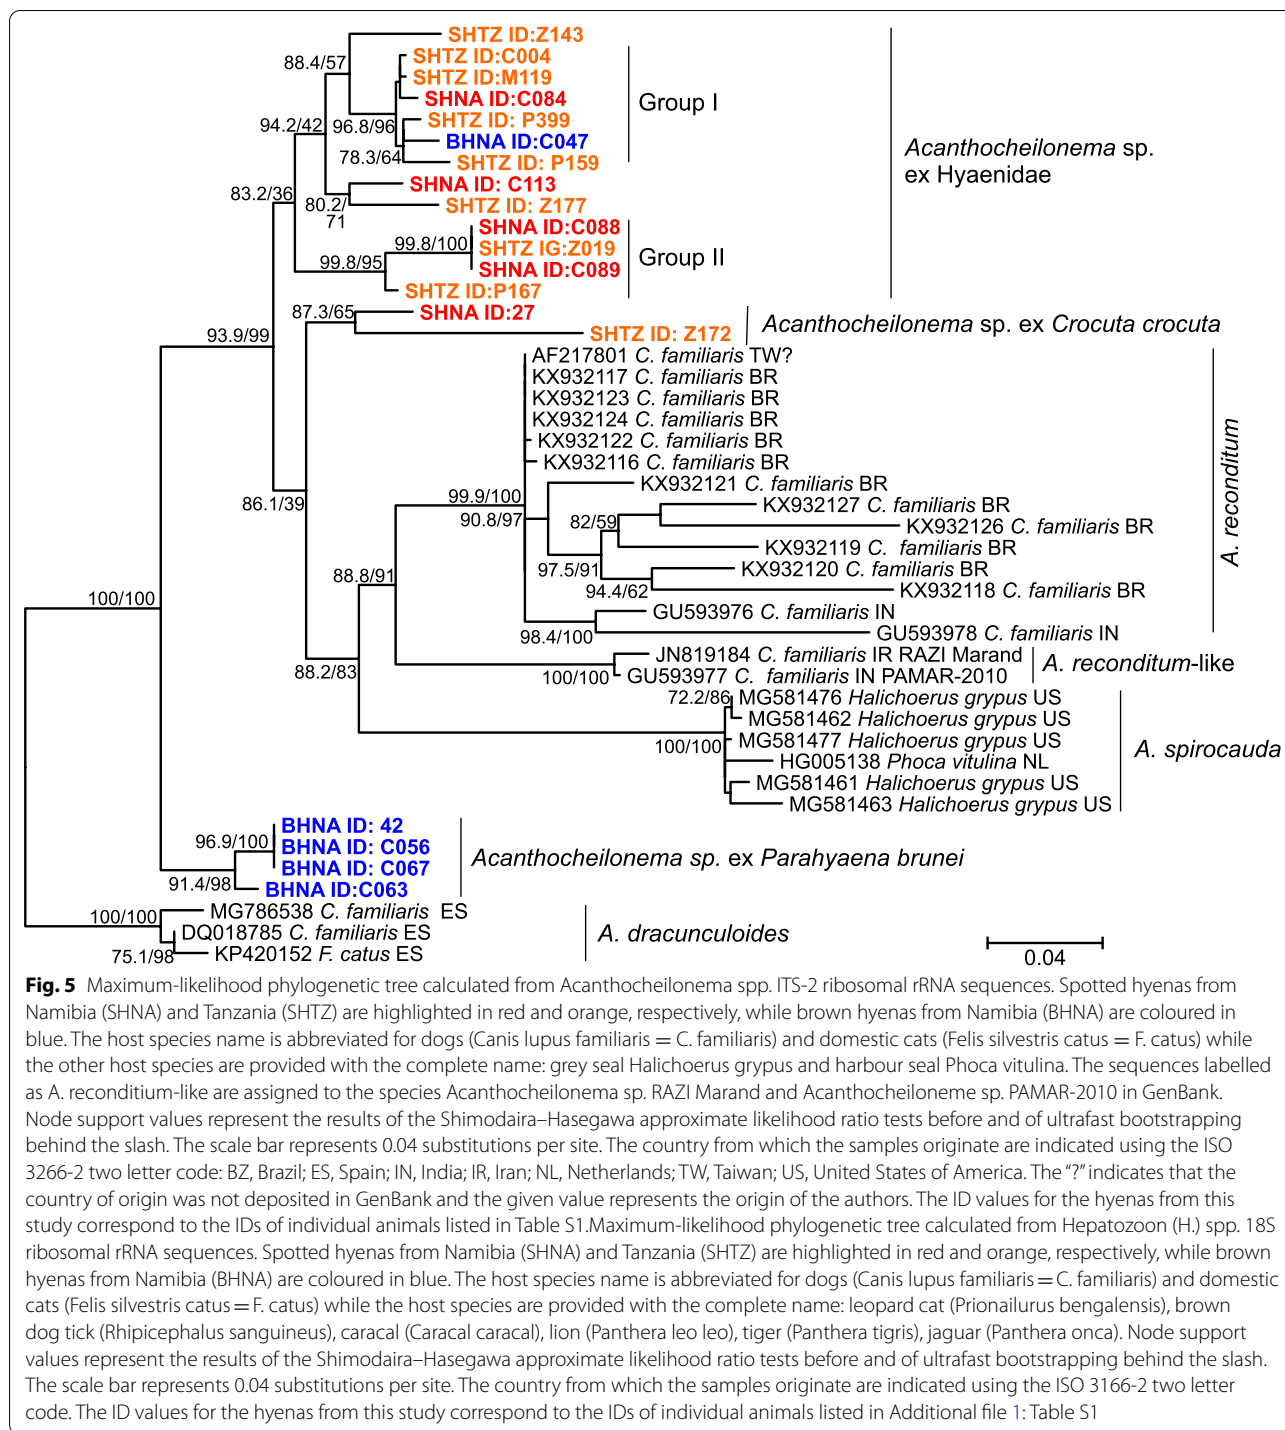 SHTZ ID:Z143
88.4/57
SHTZ ID:C004
SHTZ ID:M119
SHNA ID:C084
Group I
94.2/42
96.8/96
SHTZ ID: P399
BHNA ID:C047
78.3/64
SHTZ ID: P159
Acanthocheilonema sp.
ex Hyaenidae
83.2/36
SHNA ID: C113
80.2/
71
SHTZ ID: Z177
SHNA ID:C088
99.8/100
SHTZ IG:Z019
SHNA ID:C089
Group II
99.8/95
SHTZ ID:P167
87.3/65
SHNA ID:27
SHTZ ID: Z172
Acanthocheilonema sp. ex Crocuta crocuta
93.9/99
AF217801 C. familiaris TW?
KX932117 C. familiaris BR
KX932123 C. familiaris BR
KX932124 C. familiaris BR
KX932122 C. familiaris BR
KX932116 C. familiaris BR
KX932121 C. familiaris BR
86.1/39
99.9/100
90.8/97
KX932127 C. familiaris BR
82/59
KX932126 C. familiaris BR
KX932119 C. familiaris BR
97.5/91
KX932120 C. familiaris BR
94.4/62
KX932118 C. familiaris BR
A. reconditum
88.8/91
GU593976 C. familiaris IN
98.4/100
GU593978 C. familiaris IN
100/100
88.2/83
JN819184 C. familiaris IR RAZI Marand
100/100
GU593977 C. familiaris IN PAMAR-2010
A. reconditum-like
72.2/86
MG581476 Halichoerus grypus US
MG581462 Halichoerus grypus US
100/100
MG581477 Halichoerus grypus US
HG005138 Phoca vitulina NL
MG581461 Halichoerus grypus US
MG581463 Halichoerus grypus US
A. spirocauda
BHNA ID: 42
96.9/100
BHNA ID: C056
BHNA ID: C067
91.4/98
BHNA ID:C063
Acanthocheilonema sp. ex Parahyaena brunei
100/100
MG786538 C. familiaris ES
DQ018785 C. familiaris ES
75.1/98
KP420152 F. catus ES
A. dracunculoides
0.04
Fig. 5 Maximum-likelihood phylogenetic tree calculated from Acanthocheilonema spp. ITS-2 ribosomal rRNA sequences. Spotted hyenas from
Namibia (SHNA) and Tanzania (SHTZ) are highlighted in red and orange, respectively, while brown hyenas from Namibia (BHNA) are coloured in
blue. The host species name is abbreviated for dogs (Canis lupus familiaris = C. familiaris) and domestic cats (Felis silvestris catus = F. catus) while
the other host species are provided with the complete name: grey seal Halichoerus grypus and harbour seal Phoca vitulina. The sequences labelled
as A. reconditium-like are assigned to the species Acanthocheilonema sp. RAZI Marand and Acanthocheiloneme sp. PAMAR-2010 in GenBank.
Node support values represent the results of the Shimodaira–Hasegawa approximate likelihood ratio tests before and of ultrafast bootstrapping
behind the slash. The scale bar represents 0.04 substitutions per site. The country from which the samples originate are indicated using the ISO
3266-2 two letter code: BZ, Brazil; ES, Spain; IN, India; IR, Iran; NL, Netherlands; TW, Taiwan; US, United States of America. The “?” indicates that the
country of origin was not deposited in GenBank and the given value represents the origin of the authors. The ID values for the hyenas from this
study correspond to the IDs of individual animals listed in Table S1.Maximum-likelihood phylogenetic tree calculated from Hepatozoon (H.) spp. 18S
ribosomal rRNA sequences. Spotted hyenas from Namibia (SHNA) and Tanzania (SHTZ) are highlighted in red and orange, respectively, while brown
hyenas from Namibia (BHNA) are coloured in blue. The host species name is abbreviated for dogs (Canis lupus familiaris = C. familiaris) and domestic
cats (Felis silvestris catus = F. catus) while the host species are provided with the complete name: leopard cat (Prionailurus bengalensis), brown
dog tick (Rhipicephalus sanguineus), caracal (Caracal caracal), lion (Panthera leo leo), tiger (Panthera tigris), jaguar (Panthera onca). Node support
values represent the results of the Shimodaira–Hasegawa approximate likelihood ratio tests before and of ultrafast bootstrapping behind the slash.
The scale bar represents 0.04 substitutions per site. The country from which the samples originate are indicated using the ISO 3166-2 two letter
code. The ID values for the hyenas from this study correspond to the IDs of individual animals listed in Additional file 1: Table S1